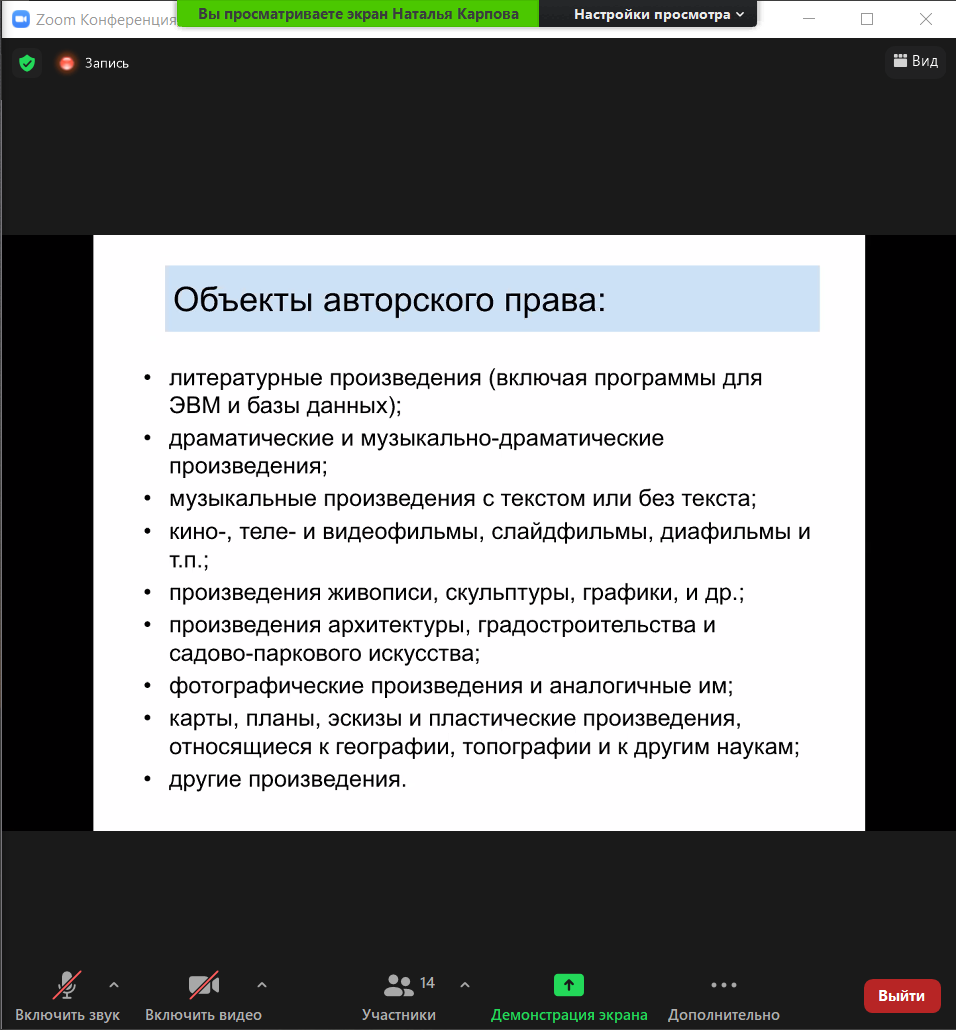 Zoom Конференция
Вы просматриваете экран Наталья Карпова
Настройки просмотра
Запись
Вид
Объекты авторского права:
• литературные произведения (включая программы для
ЭВМ и базы данных);
• драматические и музыкально-драматические
произведения;
• музыкальные произведения с текстом или без текста;
• кино-, теле- и видеофильмы, слайдфильмы, диафильмы и
т.п.;
• произведения живописи, скульптуры, графики, и др.;
• произведения архитектуры, градостроительства и
садово-паркового искусства;
• фотографические произведения и аналогичные им;
• карты, планы, эскизы и пластические произведения,
относящиеся к географии, топографии и к другим наукам;
• другие произведения.
14
Включить звук
Включить видео
Участники
Демонстрация экрана
Дополнительно
Выйти